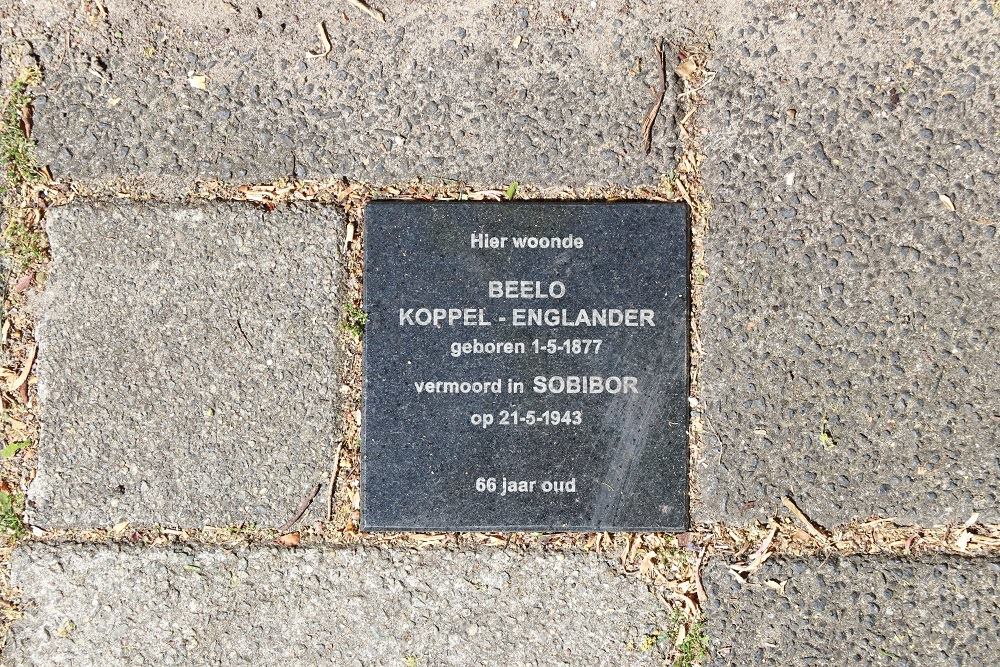 Hier woonde
BEELO
KOPPEL - ENGLANDER
geboren 1-5-1877
vermoord in SOBIBOR
op 21-5-1943
66 jaar oud